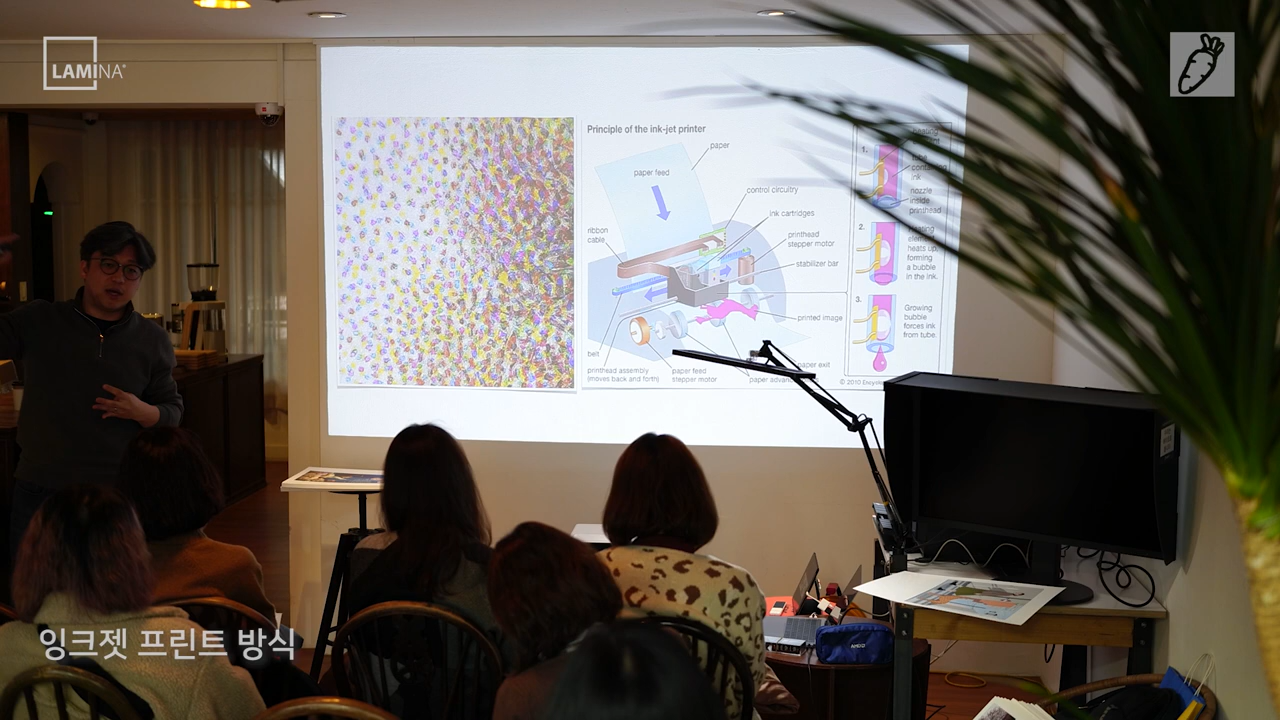 LAMINA
Principle of the ink-jet printer
paper
paper feed
control circuitry
ink cartridges
ribbon
cable
printhead
stepper motor
stabilizer bar
printed image
belt
printhead assembly
(moves back and forth)
paper feed
stepper motor
paper exit
© 2010
1.
ink
nozzle
inside
printhead
2.
heats up,
forming
a bubble
in the ink.
3.
Growing
bubble
forces ink
from tube.
잉크젯 프린트 방식